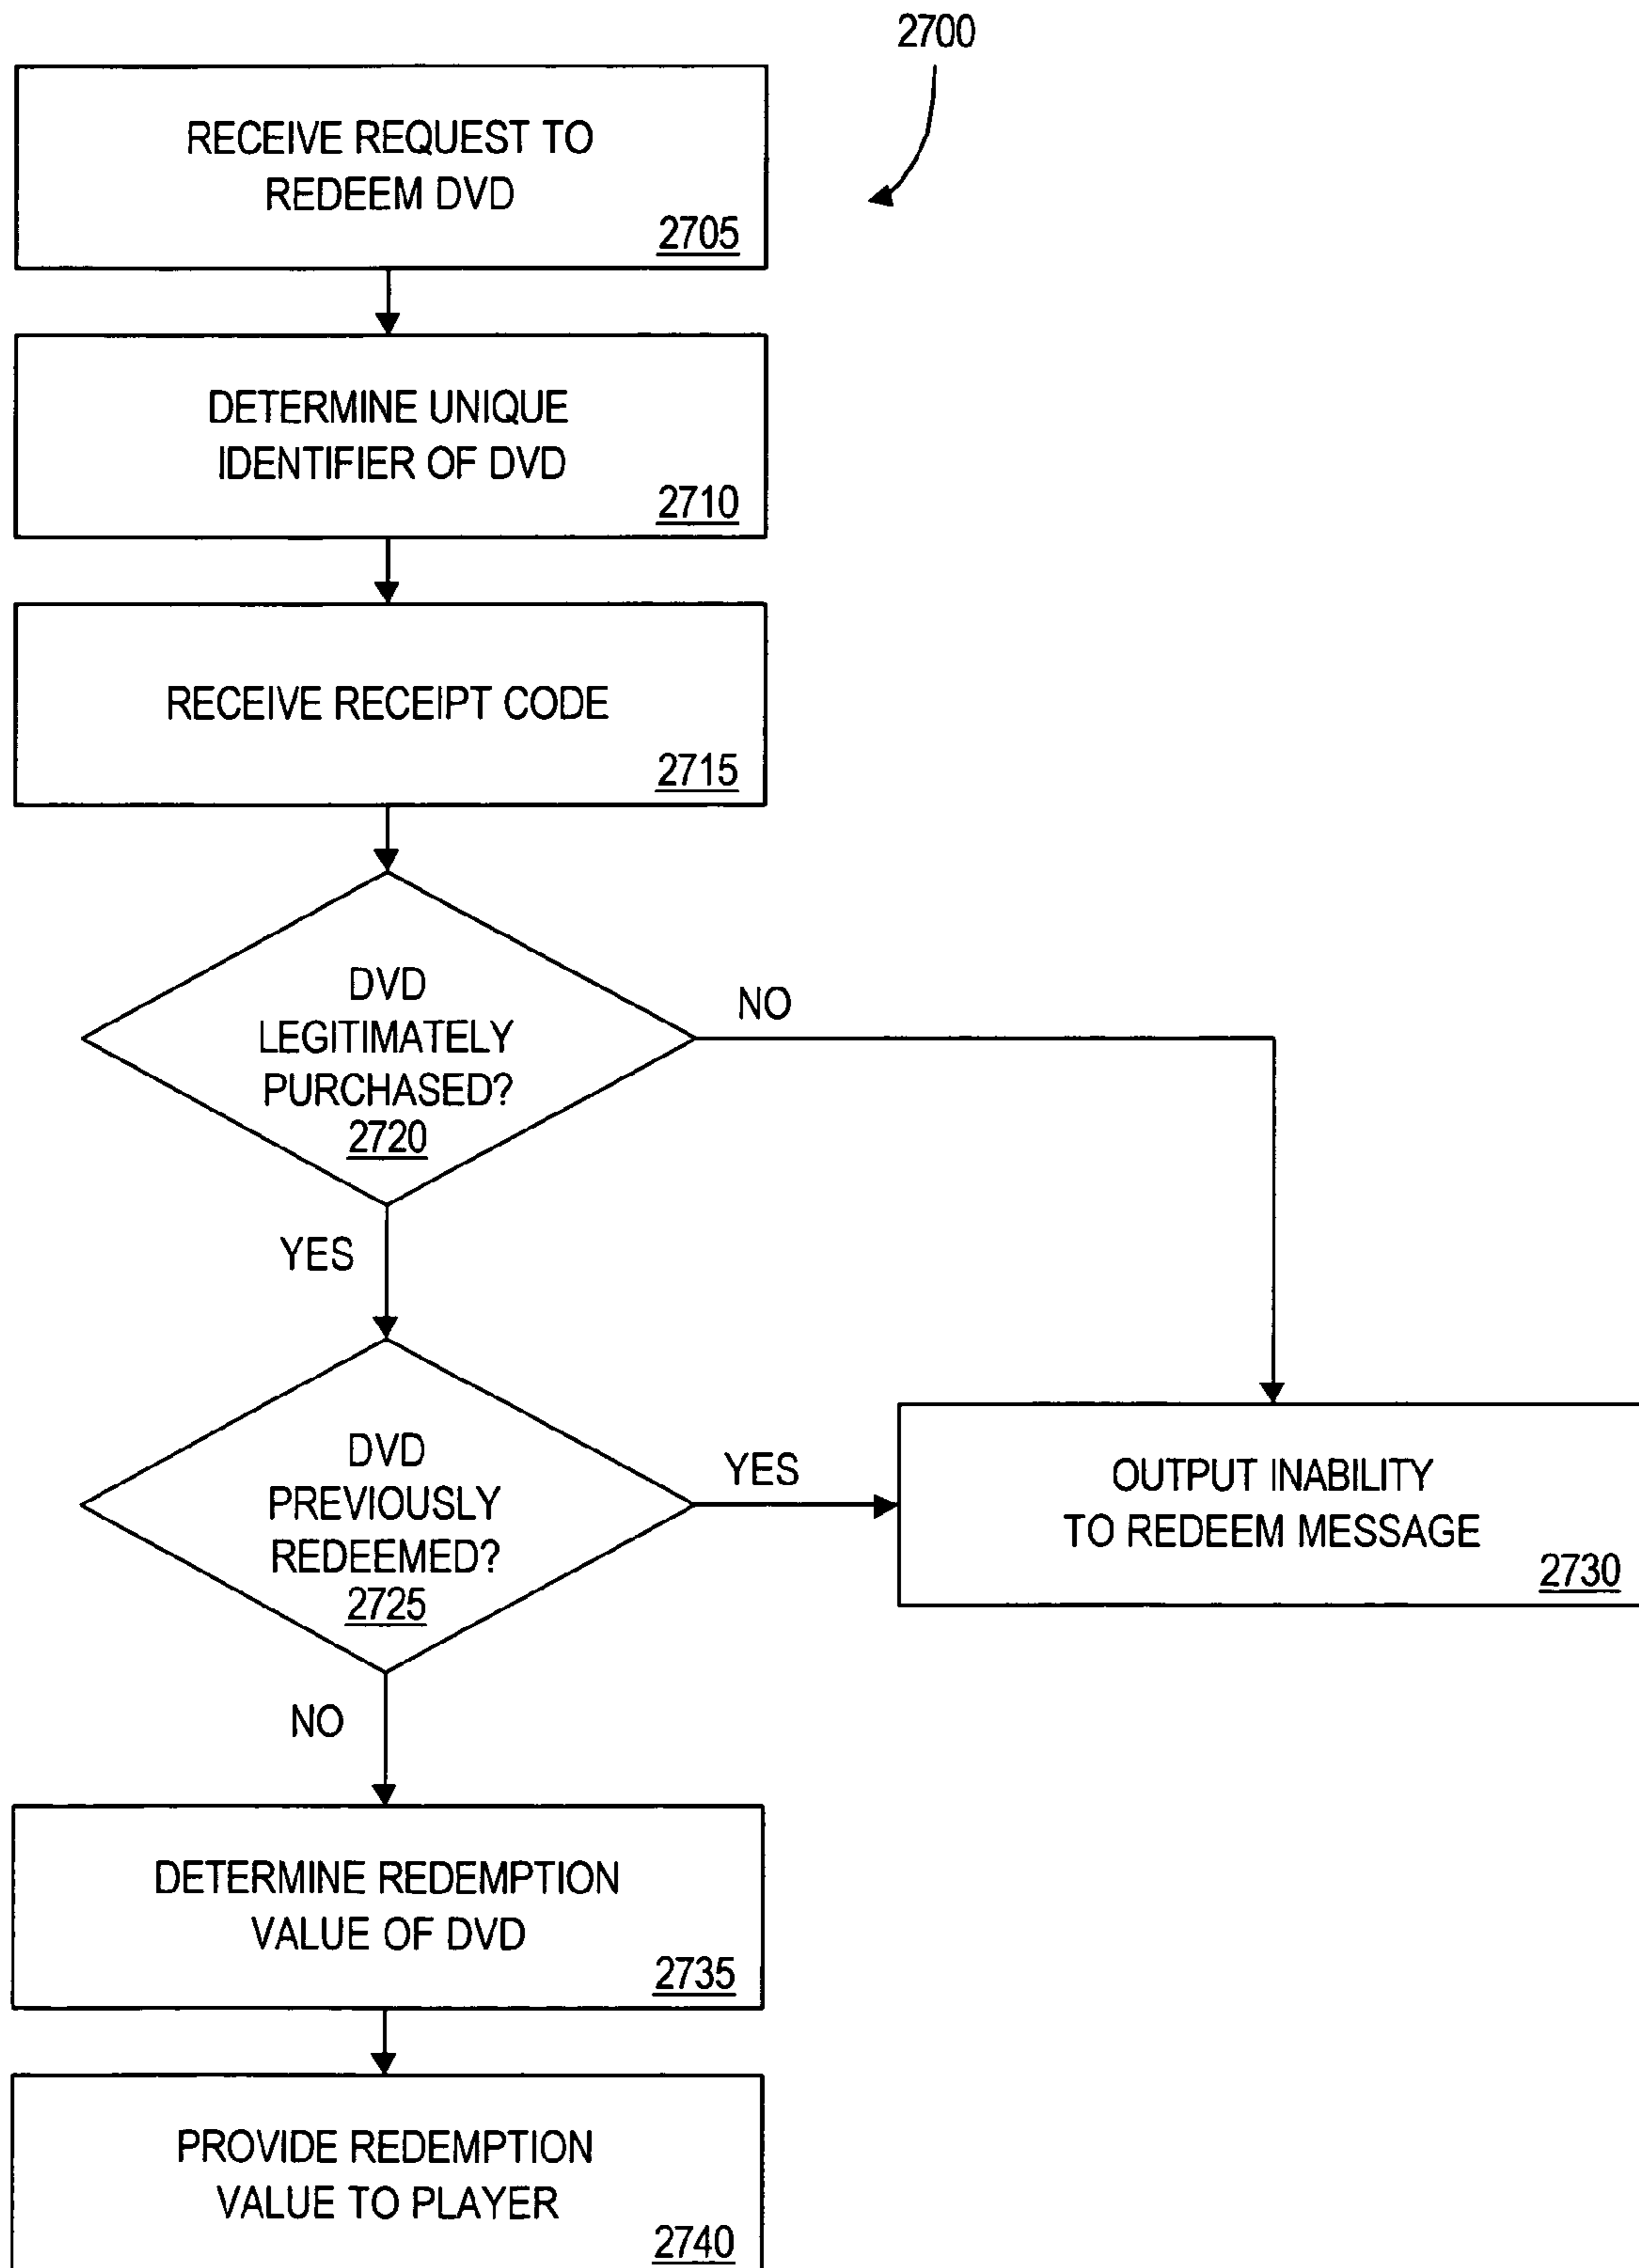 2700
RECEIVE REQUEST TO
REDEEM DVD
2705
DETERMINE UNIQUE
IDENTIFIER OF DVD
2710
RECEIVE RECEIPT CODE
2715
DVD
LEGITIMATELY
PURCHASED?
2720
NO
YES
DVD
PREVIOUSLY
REDEEMED?
2725
YES
OUTPUT INABILITY
TO REDEEM MESSAGE
2730
NO
DETERMINE REDEMPTION
VALUE OF DVD
2735
PROVIDE REDEMPTION
VALUE TO PLAYER
2740